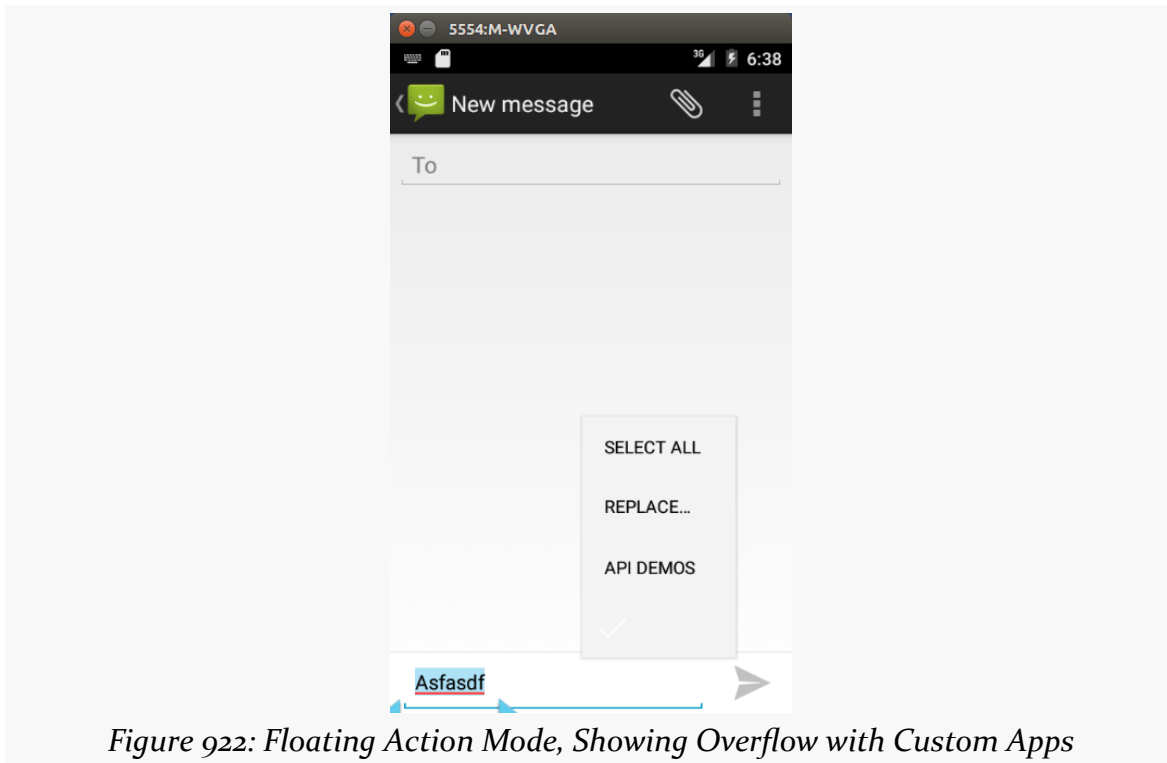 5554:M-WVGA
3G 6:38
New message
To
SELECT ALL
REPLACE...
API DEMOS
Asfasdf
Figure 922: Floating Action Mode, Showing Overflow with Custom Apps